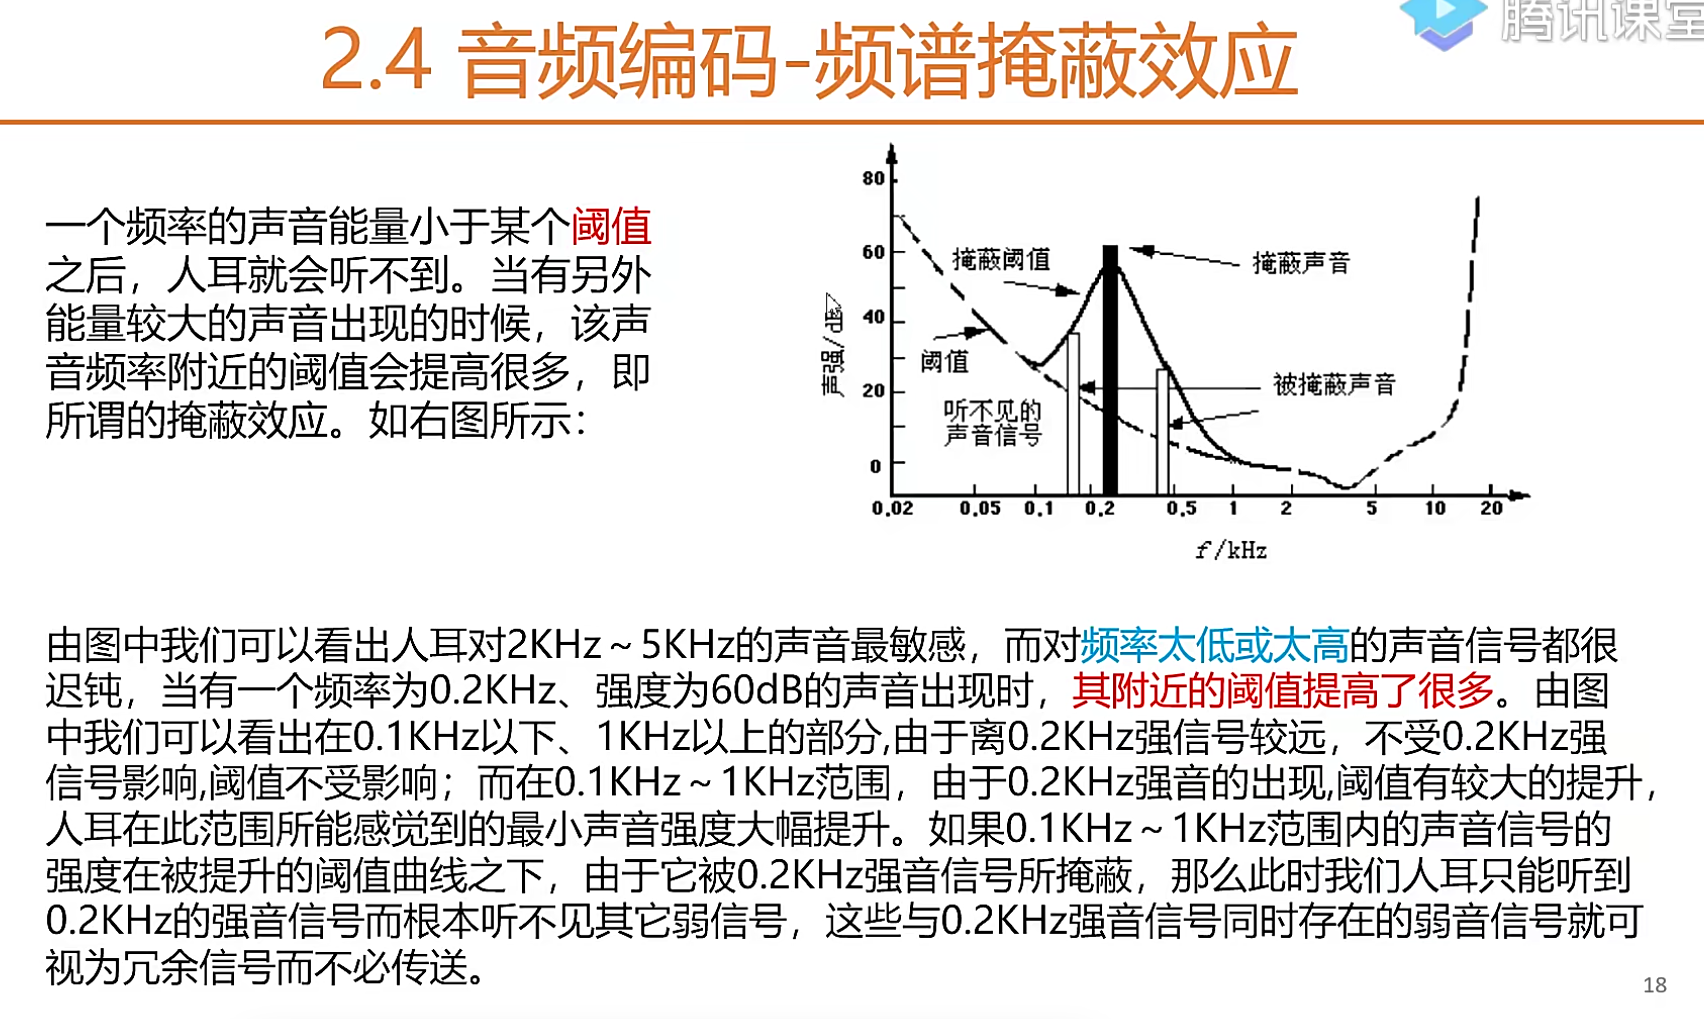 2.4 音频编码-频谱掩蔽效应
腾讯课堂
一个频率的声音能量小于某个阈值
之后，人耳就会听不到。当有另外
能量较大的声音出现的时候，该声
音频率附近的阈值会提高很多，即
所谓的掩蔽效应。如右图所示：
80
60
40
20
0
声强/dB
掩蔽阈值
掩蔽声音
阈值
被掩蔽声音
听不见的
声音信号
0.02 0.05 0.1 0.2 0.5 1 2 5 10 20
f/kHz
由图中我们可以看出人耳对2KHz～5KHz的声音最敏感，而对频率太低或太高的声音信号都很
迟钝，当有一个频率为0.2KHz、强度为60dB的声音出现时，其附近的阈值提高了很多。由图
中我们可以看出在0.1KHz以下、1KHz以上的部分,由于离0.2KHz强信号较远，不受0.2KHz强
信号影响,阈值不受影响；而在0.1KHz～1KHz范围，由于0.2KHz强音的出现,阈值有较大的提升，
人耳在此范围所能感觉到的最小声音强度大幅提升。如果0.1KHz～1KHz范围内的声音信号的
强度在被提升的阈值曲线之下，由于它被0.2KHz强音信号所掩蔽，那么此时我们人耳只能听到
0.2KHz的强音信号而根本听不见其它弱信号，这些与0.2KHz强音信号同时存在的弱音信号就可
视为冗余信号而不必传送。
18